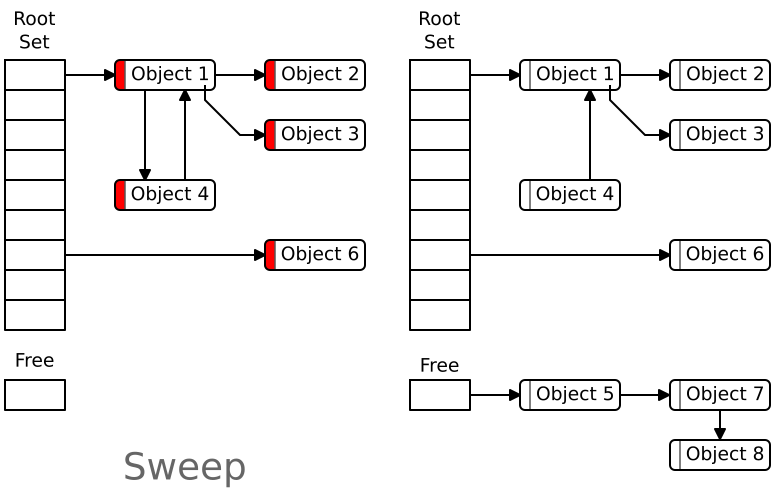 Root
Set
Object 1
Object 2
Object 3
Object 4
Object 6
Free
Root
Set
Object 1
Object 2
Object 3
Object 4
Object 6
Free
Object 5
Object 7
Object 8
Sweep